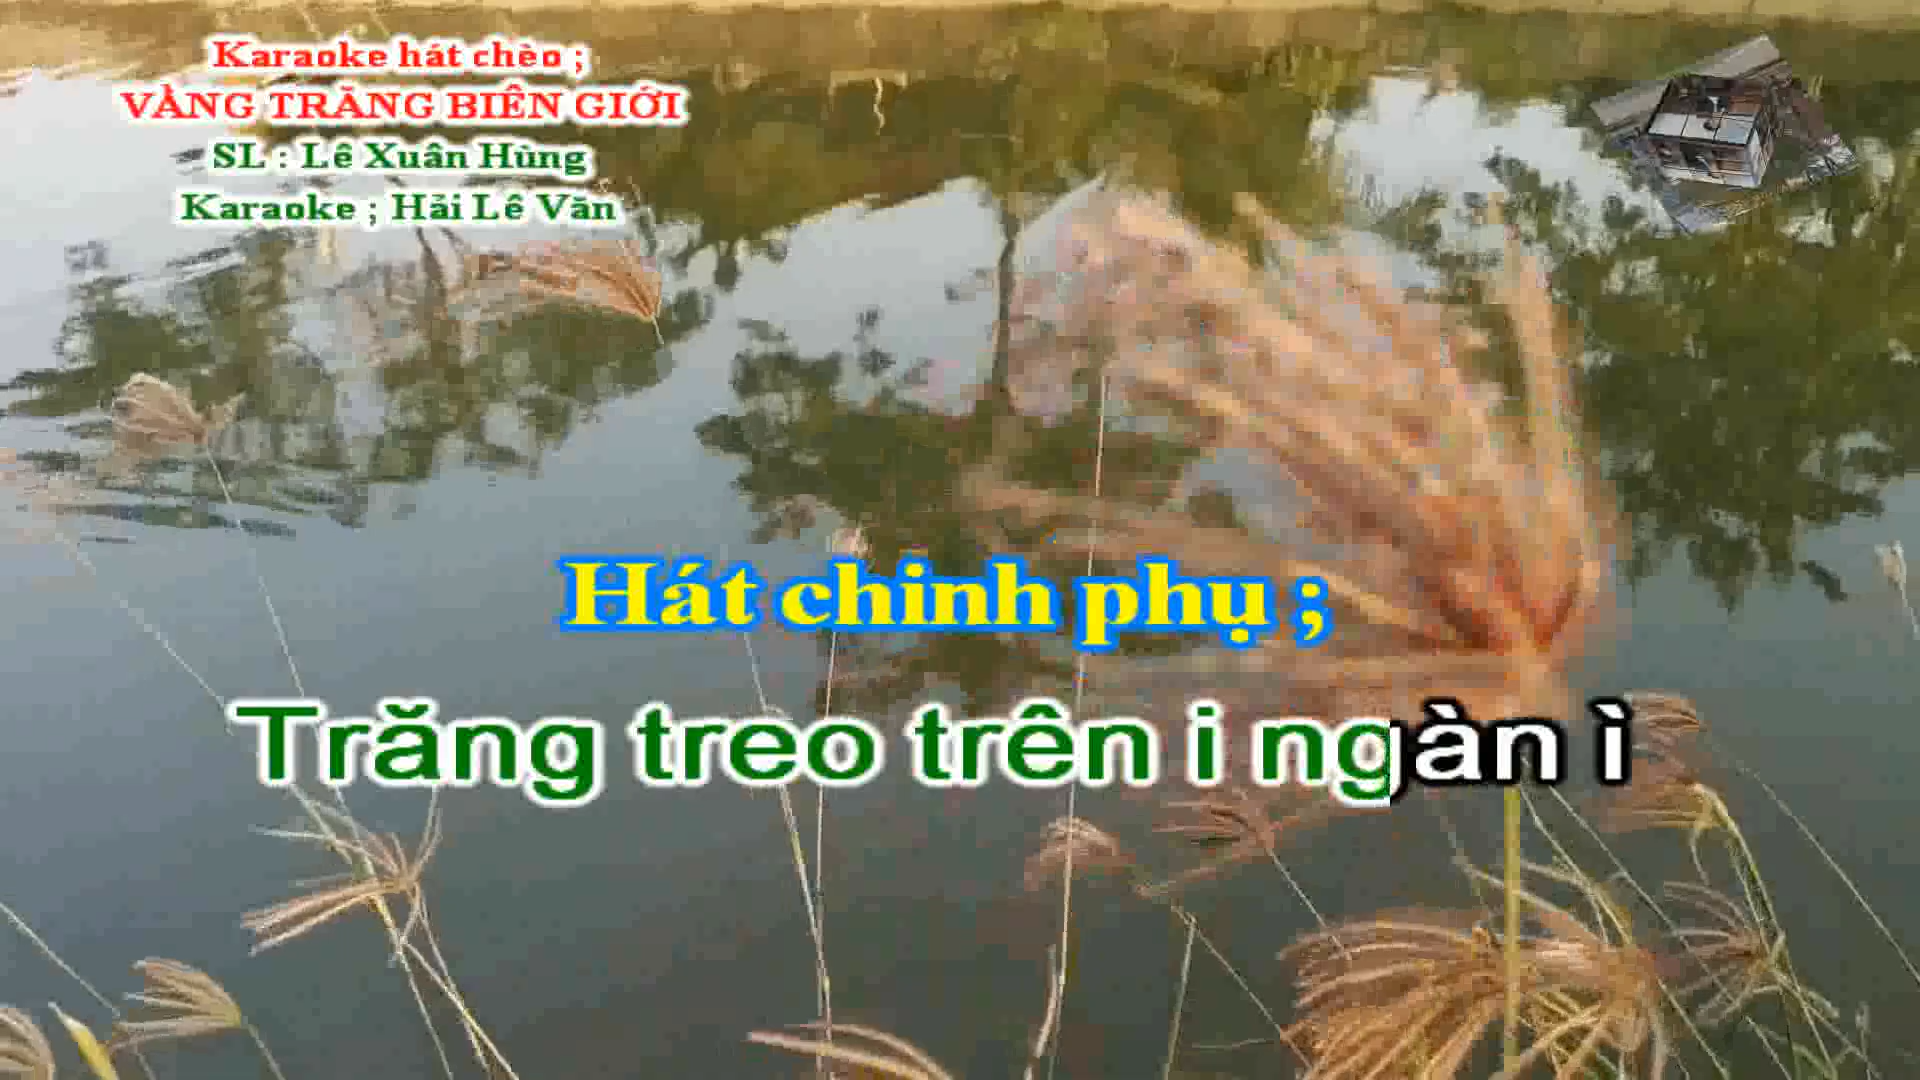 Karaoke hát chèo ;
VẦNG TRĂNG BIÊN GIỚI
SL : Lê Xuân Hùng
Karaoke ; Hải Lê Văn
Hát chinh phụ ;
Trăng treo trên i ngàn ì